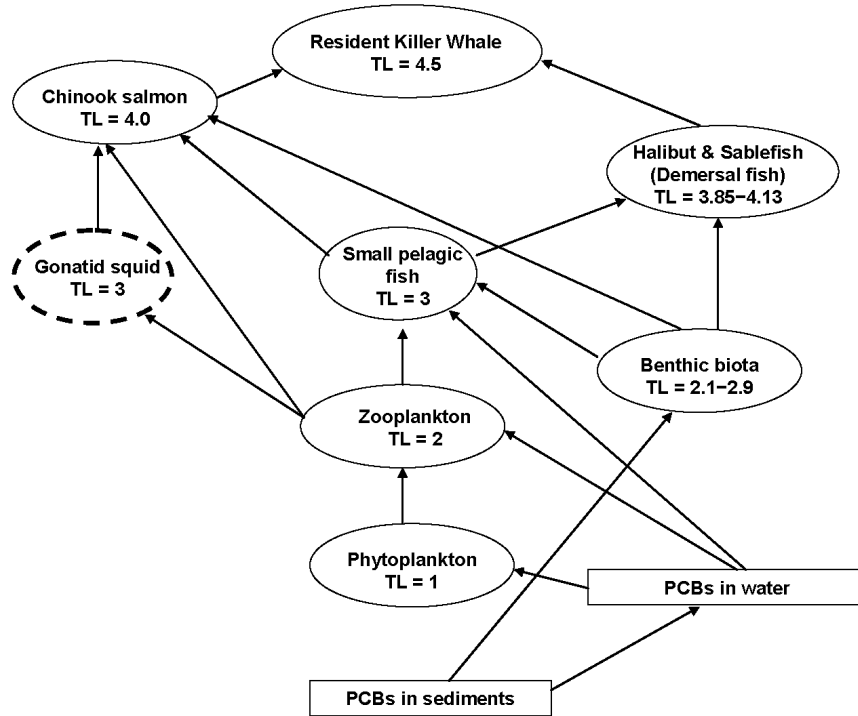 Resident Killer Whale
TL = 4.5
Chinook salmon
TL = 4.0
Halibut & Sablefish
(Demersal fish)
TL = 3.85−4.13
Gonatid squid
TL = 3
Small pelagic
fish
TL = 3
Benthic biota
TL = 2.1−2.9
Zooplankton
TL = 2
Phytoplankton
TL = 1
PCBs in water
PCBs in sediments